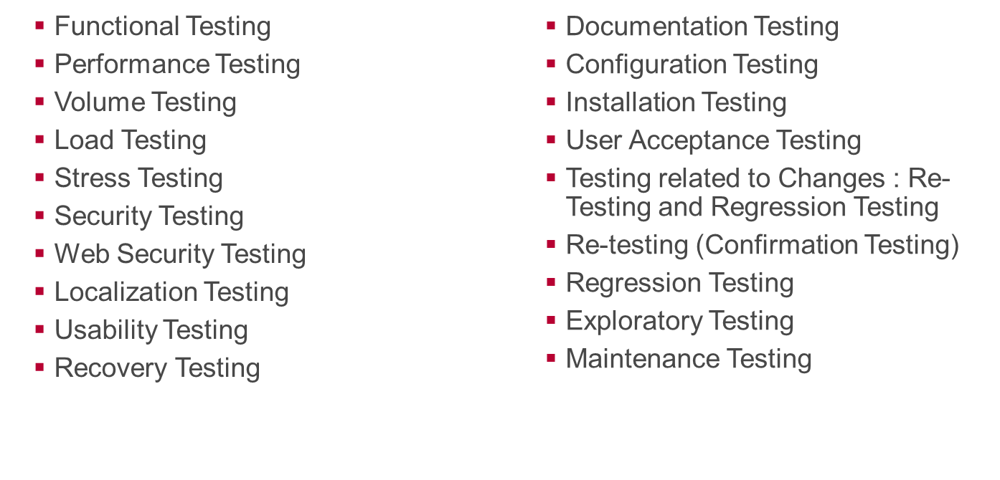 ▪ Functional Testing
▪ Performance Testing
▪ Volume Testing
▪ Load Testing
▪ Stress Testing
▪ Security Testing
▪ Web Security Testing
▪ Localization Testing
▪ Usability Testing
▪ Recovery Testing
▪ Documentation Testing
▪ Configuration Testing
▪ Installation Testing
▪ User Acceptance Testing
▪ Testing related to Changes : Re-
Testing and Regression Testing
▪ Re-testing (Confirmation Testing)
▪ Regression Testing
▪ Exploratory Testing
▪ Maintenance Testing